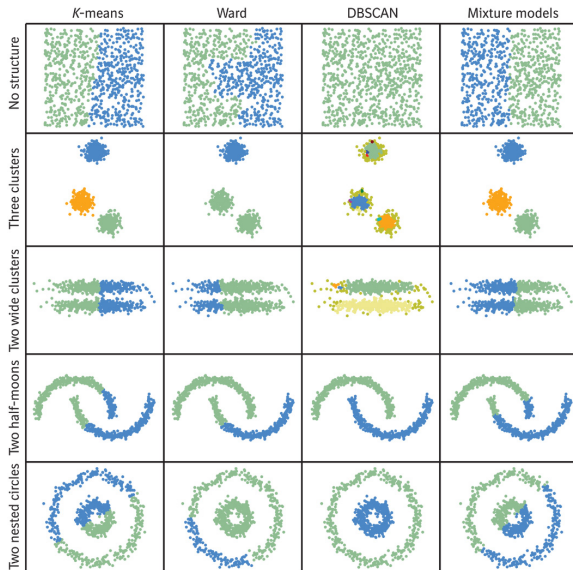 K-means
Ward
DBSCAN
Mixture models
No structure
Three clusters
Two wide clusters
Two half-moons
Two nested circles